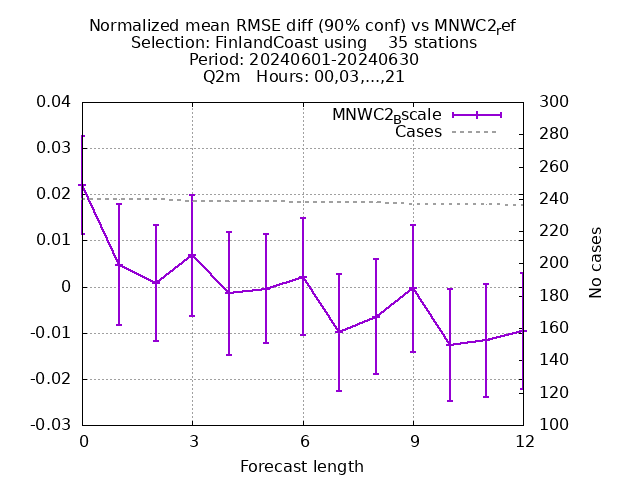 Normalized mean RMSE diff (90% conf) vs MNWC2ref
Selection: FinlandCoast using    35 stations
Period: 20240601-20240630
Q2m   Hours: 00,03,...,21
MNWC2Bscale
Cases
0.04
0.03
0.02
0.01
0
-0.01
-0.02
-0.03
300
280
260
240
220
200
180
160
140
120
100
No cases
0 3 6 9 12
Forecast length